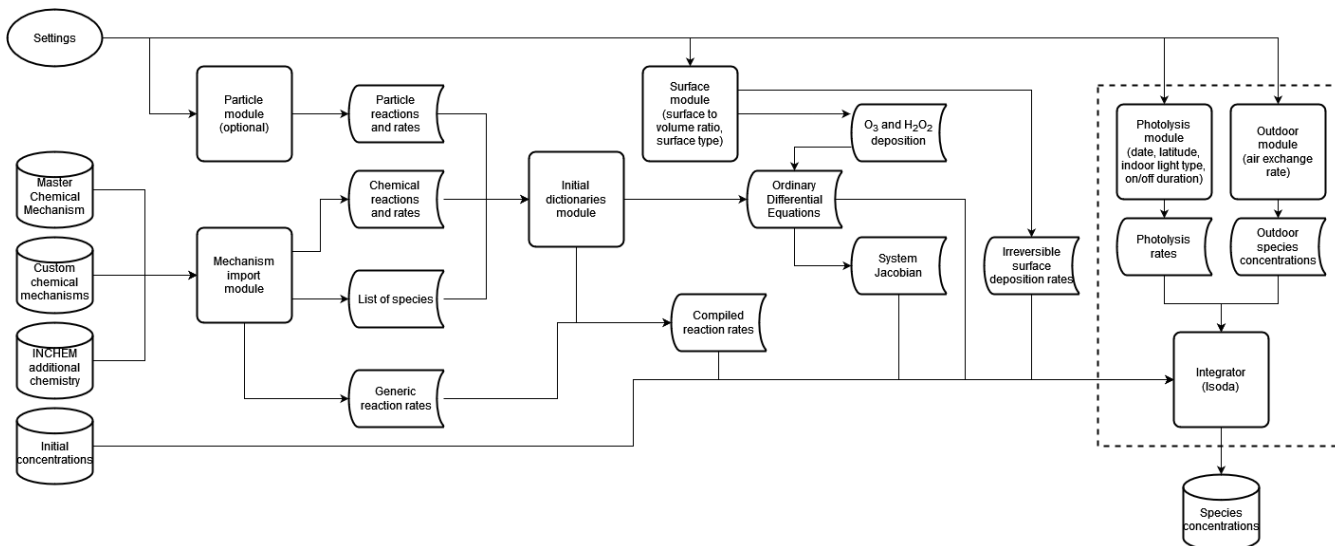 Settings
Particle
module
(optional)
Particle
reactions
and rates
Surface
module
(surface to
volume ratio,
surface type)
O₃ and H₂O₂
deposition
Photolysis
module
(date, latitude,
indoor light type,
on/off duration)
Outdoor
module
(air exchange
rate)
Master
Chemical
Mechanism
Chemical
reactions
and rates
Initial
dictionaries
module
Ordinary
Differential
Equations
Custom
chemical
mechanisms
Mechanism
import
module
List of species
System
Jacobian
Irreversible
surface
deposition rates
Photolysis
rates
Outdoor
species
concentrations
INCHEM
additional
chemistry
Generic
reaction rates
Compiled
reaction rates
Integrator
(lsoda)
Initial
concentrations
Species
concentrations